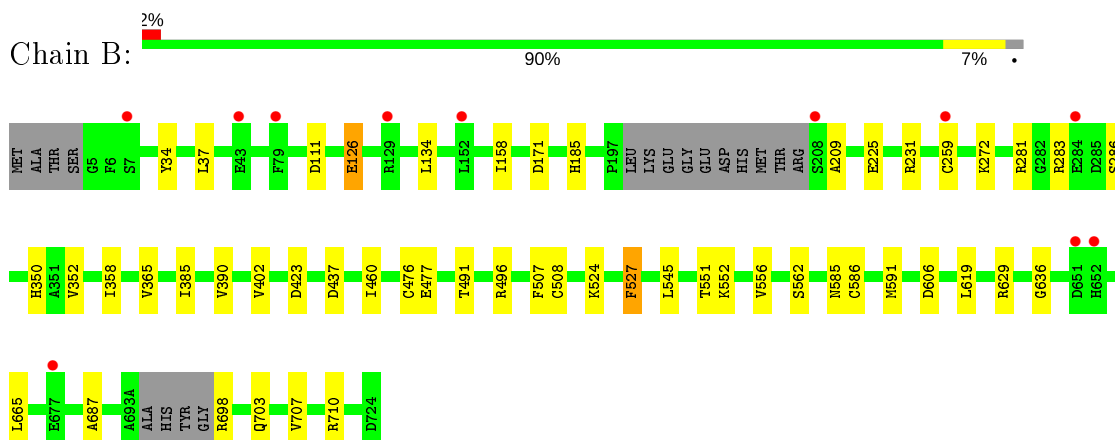 2%
Chain B:
90% 7% •
MET ALA THR SER G5 F6 S7 Y34 L37 E43 F79 D111 E126 R129 L134 L152 I158 D171 H185 P197 LEU LYS GLU GLY GLU ASP HIS MET THR ARG S208 A209 E225 R231 C259 K272 R281 G282 R283 E284 D285 S286
H350 A351 V352 I358 V365 I385 V390 V402 D423 D437 I460 C476 E477 T491 R496 F507 C508 K524 F527 L545 T551 K552 V556 S562 N585 C586 M591 D606 L619 R629 G636 D651 H652
L665 E677 A687 A693A ALA HIS TYR GLY R698 Q703 V707 R710 D724